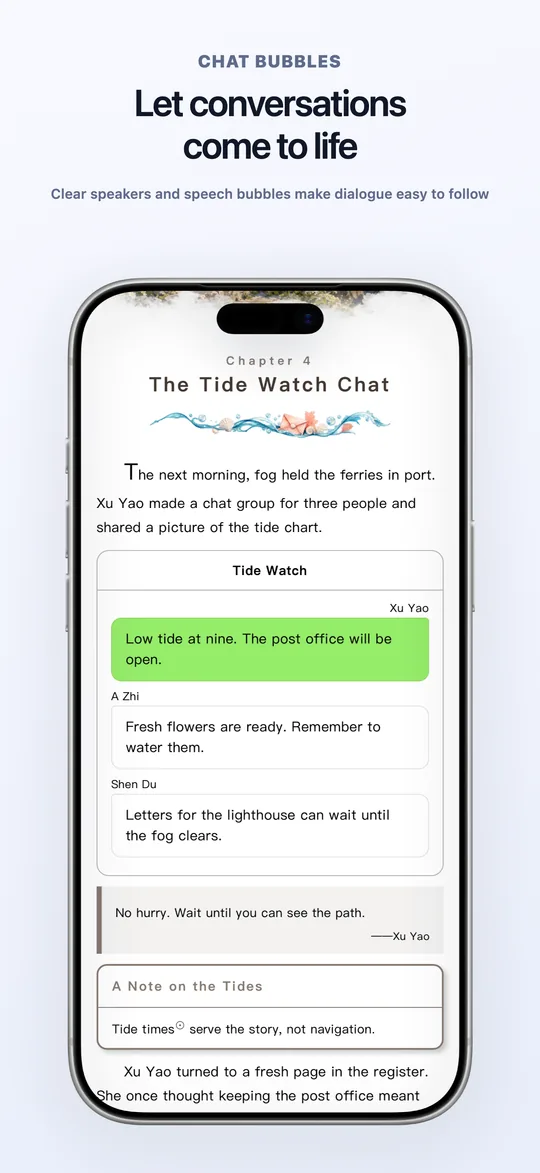 CHAT BUBBLES
Let conversations
come to life
Clear speakers and speech bubbles make dialogue easy to follow
Chapter 4
The Tide Watch Chat
The next morning, fog held the ferries in port.
Xu Yao made a chat group for three people and
shared a picture of the tide chart.
Tide Watch
Xu Yao
Low tide at nine. The post office will be
open.
A Zhi
Fresh flowers are ready. Remember to
water them.
Shen Du
Letters for the lighthouse can wait until
the fog clears.
No hurry. Wait until you can see the path.
——Xu Yao
A Note on the Tides
Tide times⊙ serve the story, not navigation.
Xu Yao turned to a fresh page in the register.
She once thought keeping the post office meant